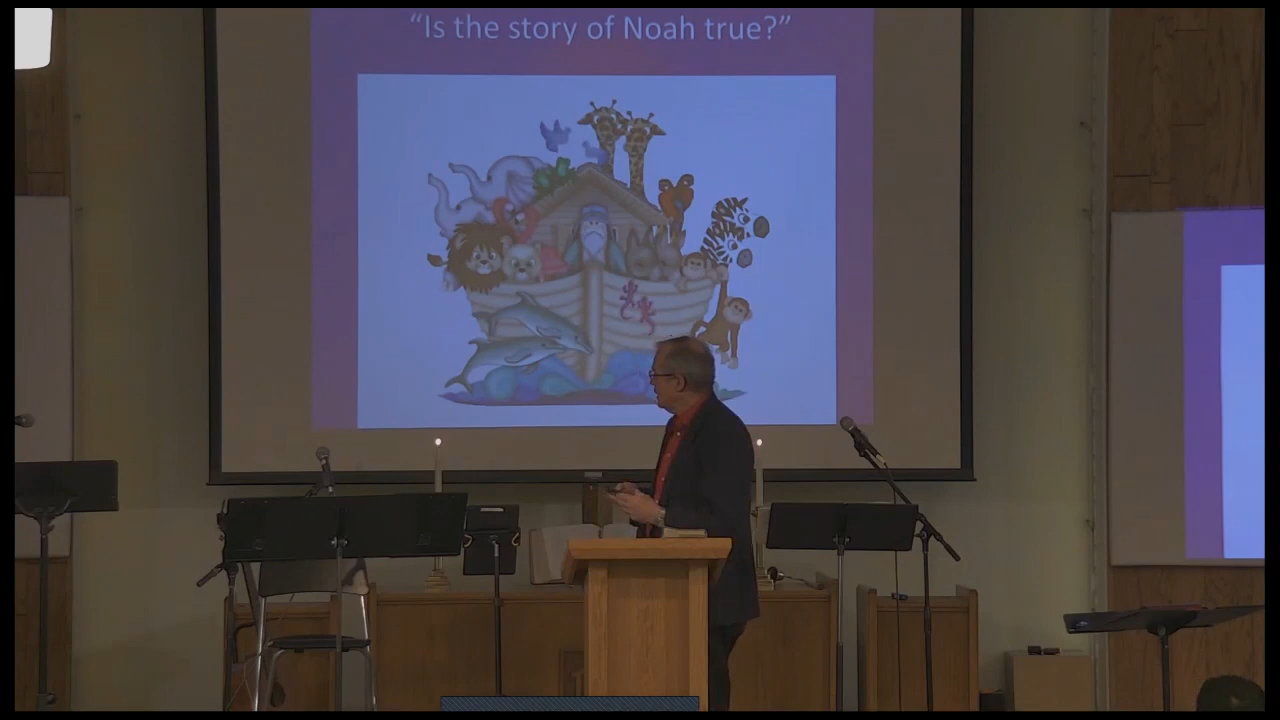 “Is the story of Noah true?”